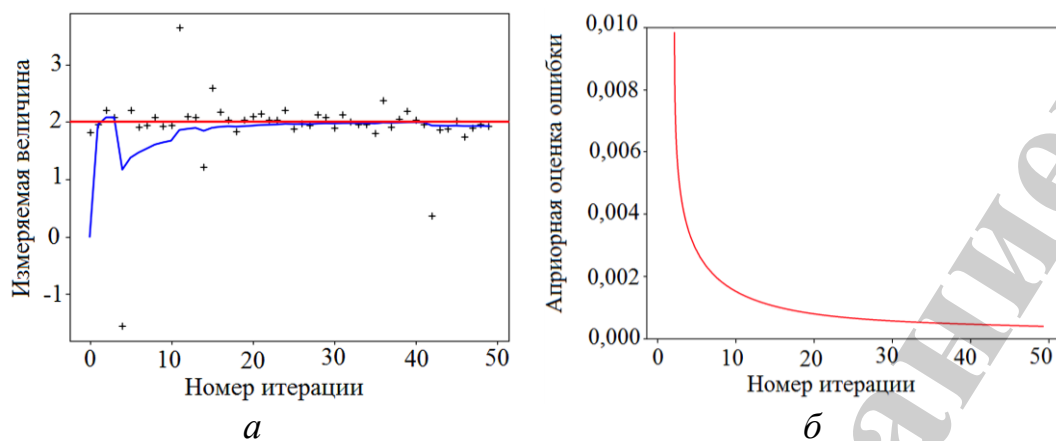 Измеряемая величина
3
2
1
0
-1
0 10 20 30 40 50
Номер итерации
а
Априорная оценка ошибки
0,010
0,008
0,006
0,004
0,002
0,000
0 10 20 30 40 50
Номер итерации
б
ание